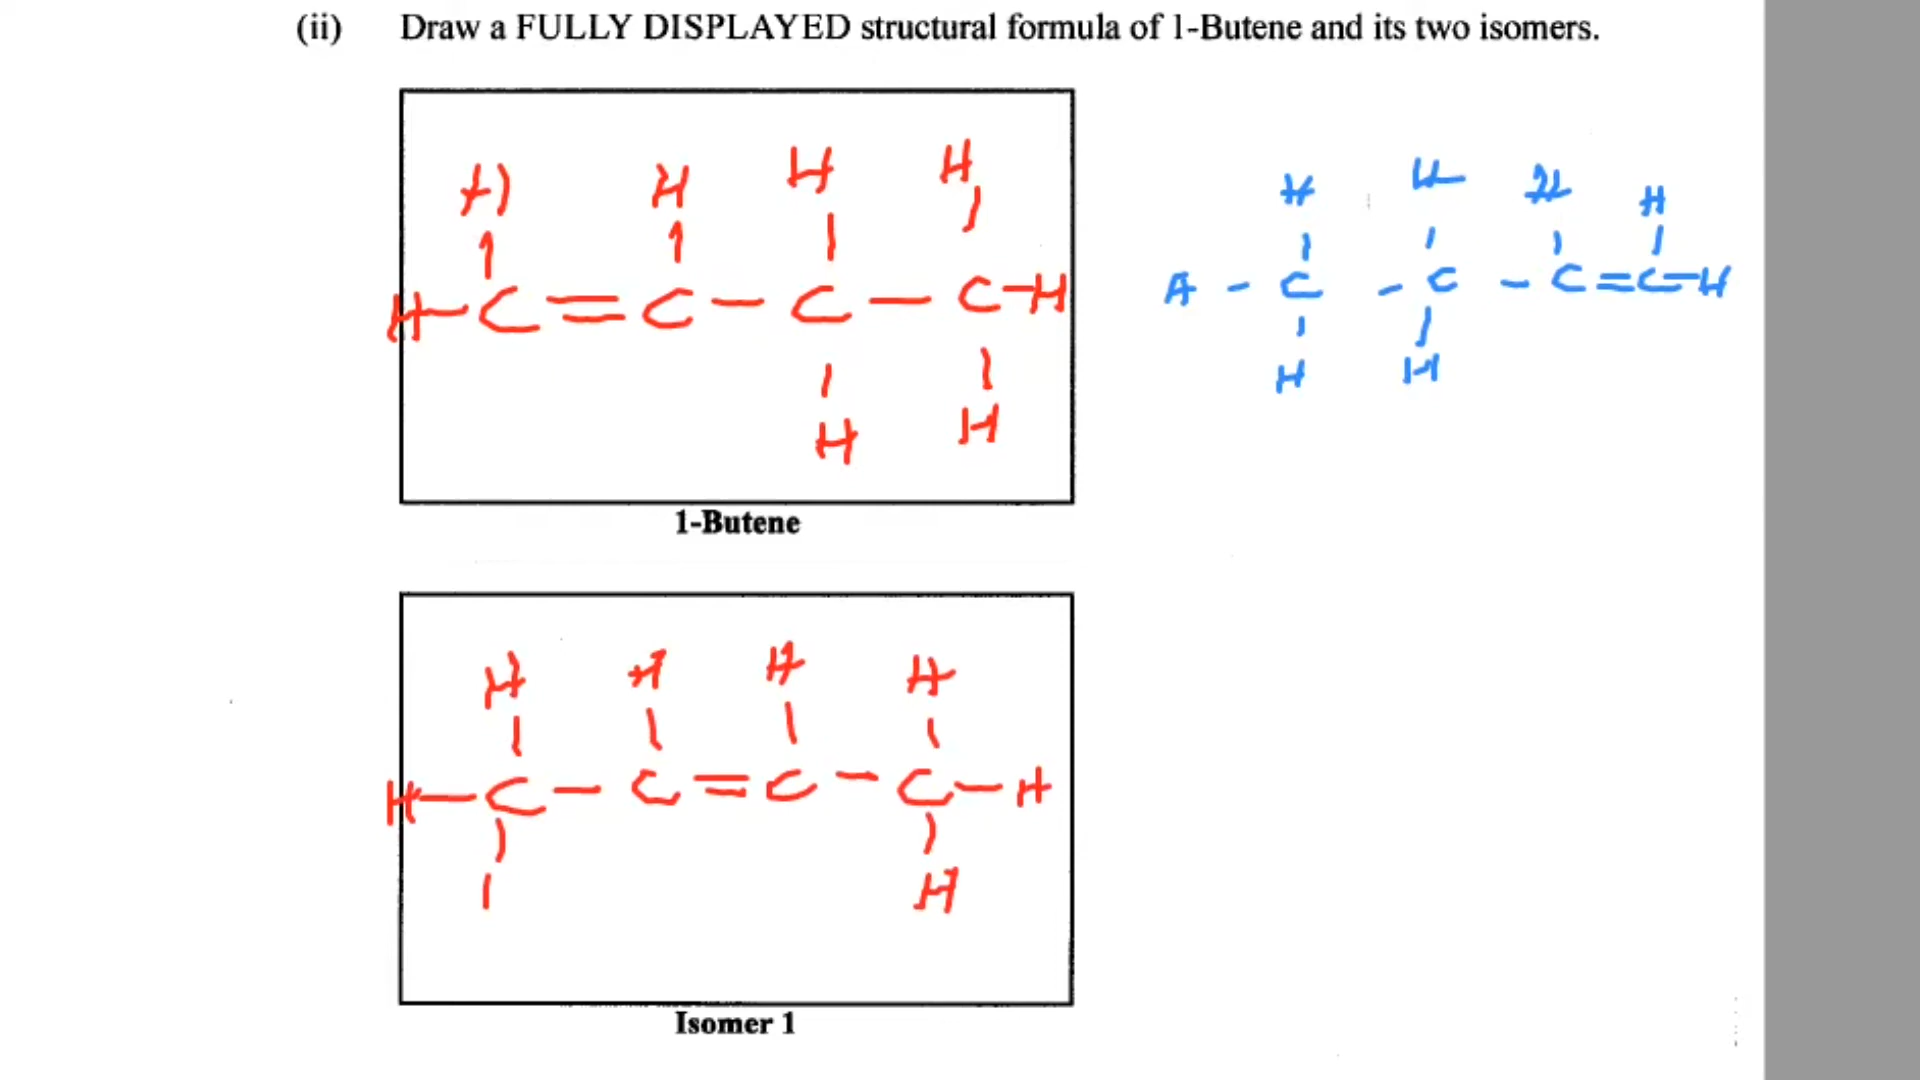 (ii) Draw a FULLY DISPLAYED structural formula of 1-Butene and its two isomers.
H H H H
H H H H
H-C=C-C-C-H
A-C-C-C=C-H
H H
H H
1-Butene
H H H H
H-C-C=C-C-H
H
Isomer 1